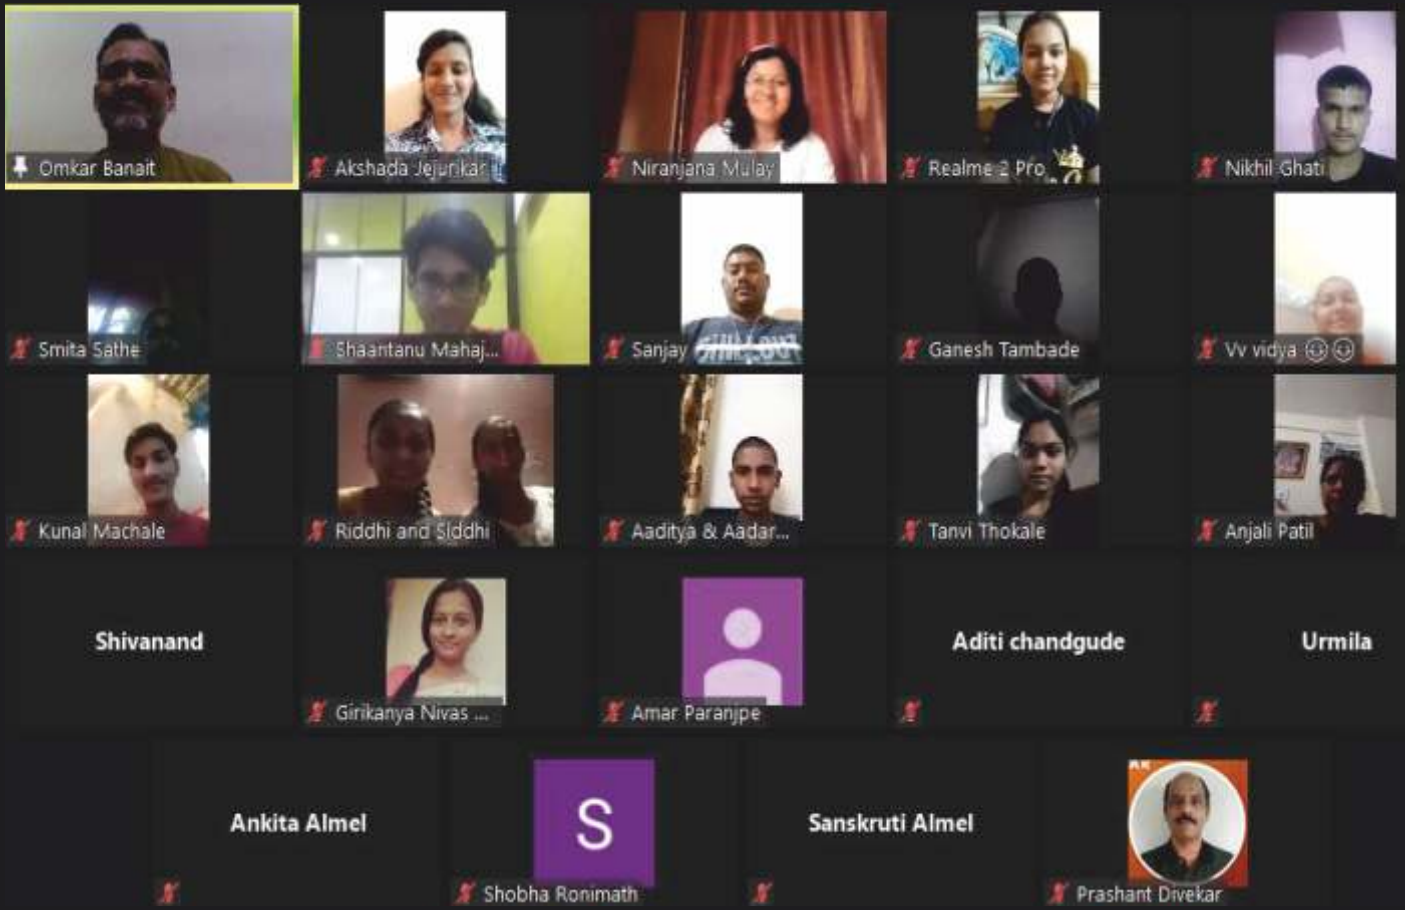 Omkar Banait
Akshada Jejurikar
Niranjana Mulay
Realme 2 Pro
Nikhil Ghati
Smita Sathe
Shaantanu Mahaj...
Sanjay
Ganesh Tambade
Vv vidya ☺☺
Kunal Machale
Riddhi and SIddhi
Aaditya & Aadar...
Tanvi Thokale
Anjali Patil
Shivanand
Girikanya Nivas ...
Amar Paranjpe
Aditi chandgude
Urmila
Ankita Almel
S
Shobha Ronimath
Sanskruti Almel
Prashant Divekar